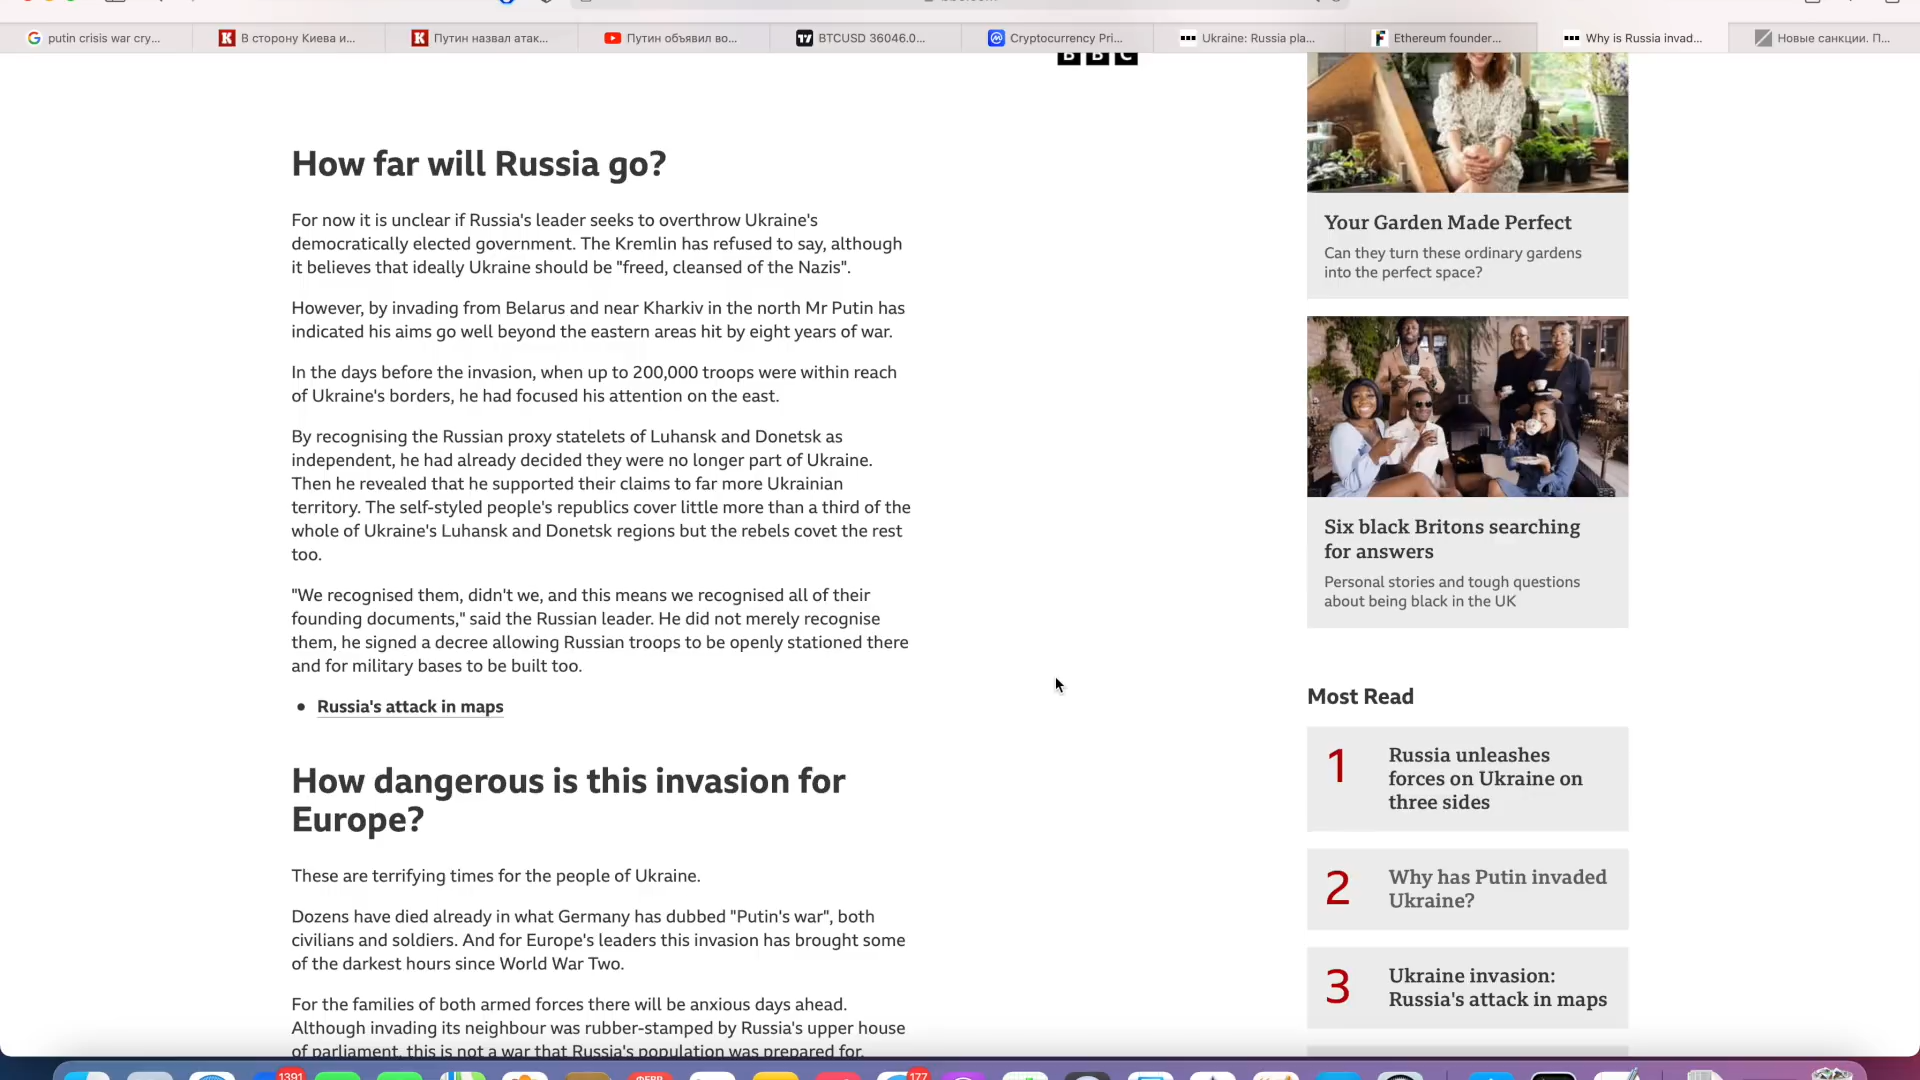 putin crisis war cry...
В сторону Киева и...
Путин назвал атак...
Путин объявил во...
BTCUSD 36046.0...
Cryptocurrency Pri...
Ukraine: Russia pla...
Ethereum founder...
Why is Russia invad...
Новые санкции. П...
BBC
How far will Russia go?
For now it is unclear if Russia's leader seeks to overthrow Ukraine's
democratically elected government. The Kremlin has refused to say, although
it believes that ideally Ukraine should be "freed, cleansed of the Nazis".
However, by invading from Belarus and near Kharkiv in the north Mr Putin has
indicated his aims go well beyond the eastern areas hit by eight years of war.
In the days before the invasion, when up to 200,000 troops were within reach
of Ukraine's borders, he had focused his attention on the east.
By recognising the Russian proxy statelets of Luhansk and Donetsk as
independent, he had already decided they were no longer part of Ukraine.
Then he revealed that he supported their claims to far more Ukrainian
territory. The self-styled people's republics cover little more than a third of the
whole of Ukraine's Luhansk and Donetsk regions but the rebels covet the rest
too.
"We recognised them, didn't we, and this means we recognised all of their
founding documents," said the Russian leader. He did not merely recognise
them, he signed a decree allowing Russian troops to be openly stationed there
and for military bases to be built too.
Russia's attack in maps
How dangerous is this invasion for
Europe?
These are terrifying times for the people of Ukraine.
Dozens have died already in what Germany has dubbed "Putin's war", both
civilians and soldiers. And for Europe's leaders this invasion has brought some
of the darkest hours since World War Two.
For the families of both armed forces there will be anxious days ahead.
Although invading its neighbour was rubber-stamped by Russia's upper house
of parliament, this is not a war that Russia's population was prepared for.
Your Garden Made Perfect
Can they turn these ordinary gardens
into the perfect space?
Six black Britons searching
for answers
Personal stories and tough questions
about being black in the UK
Most Read
1
Russia unleashes
forces on Ukraine on
three sides
2
Why has Putin invaded
Ukraine?
3
Ukraine invasion:
Russia's attack in maps
1391
ФЕВР
177